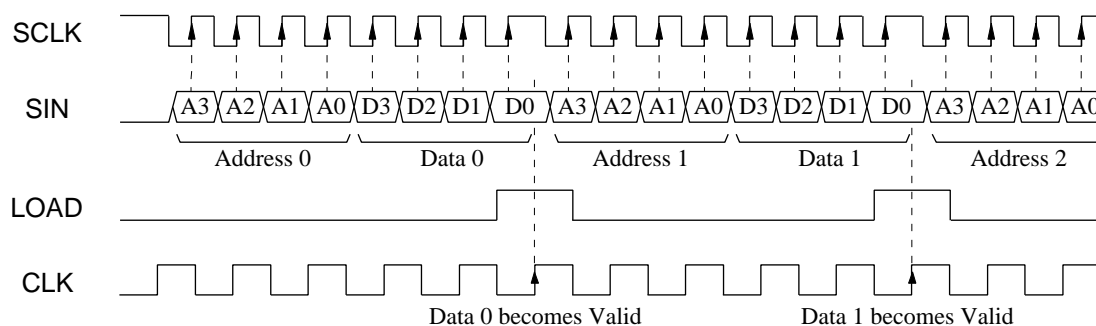 SCLK
SIN A3 A2 A1 A0 D3 D2 D1 D0 A3 A2 A1 A0 D3 D2 D1 D0 A3 A2 A1 A0
Address 0 Data 0 Address 1 Data 1 Address 2
LOAD
CLK
Data 0 becomes Valid Data 1 becomes Valid